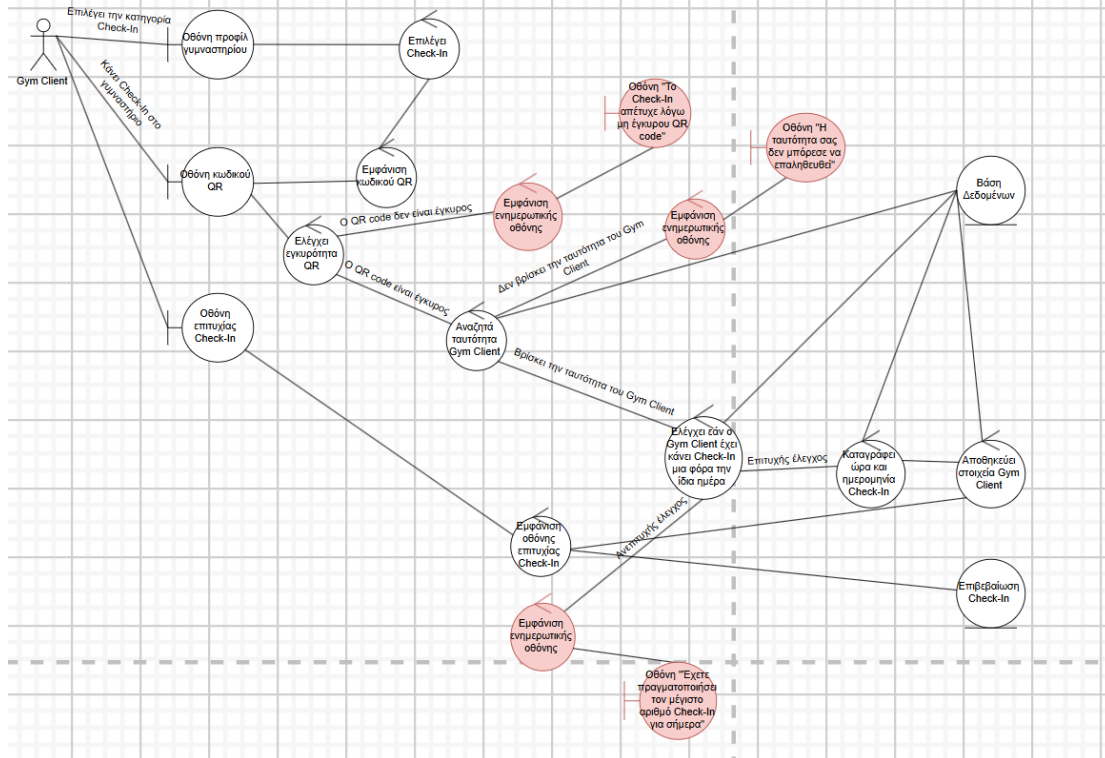 Επιλέγει την κατηγορία
Check-In
Gym Client
Οθόνη προφίλ
γυμναστηρίου
Επιλέγει
Check-In
Κάνει Check-In στο
γυμναστήριο
Οθόνη κωδικού
QR
Εμφάνιση
κωδικού QR
Οθόνη "Το
Check-In
απέτυχε λόγω
μη έγκυρου QR
code"
Οθόνη "Η
ταυτότητα σας
δεν μπόρεσε να
επαληθευθεί"
Βάση
Δεδομένων
Ο QR code δεν είναι έγκυρος
Εμφάνιση
ενημερωτικής
οθόνης
Εμφάνιση
ενημερωτικής
οθόνης
Ελέγχει
εγκυρότητα
QR
Ο QR code είναι έγκυρος
Δεν βρίσκει την ταυτότητα του Gym
Client
Οθόνη
επιτυχίας
Check-In
Αναζητά
ταυτότητα
Gym Client
Βρίσκει την ταυτότητα του Gym Client
Ελέγχει εάν ο
Gym Client έχει
κάνει Check-In
μια φόρα την
ίδια ημέρα
Επιτυχής έλεγχος
Καταγράφει
ώρα και
ημερομηνία
Check-In
Αποθηκεύει
στοιχεία Gym
Client
Ανεπιτυχής έλεγχος
Εμφάνιση
οθόνης
επιτυχίας
Check-In
Επιβεβαίωση
Check-In
Εμφάνιση
ενημερωτικής
οθόνης
Οθόνη "Έχετε
πραγματοποιήσει
τον μέγιστο
αριθμό Check-In
για σήμερα"